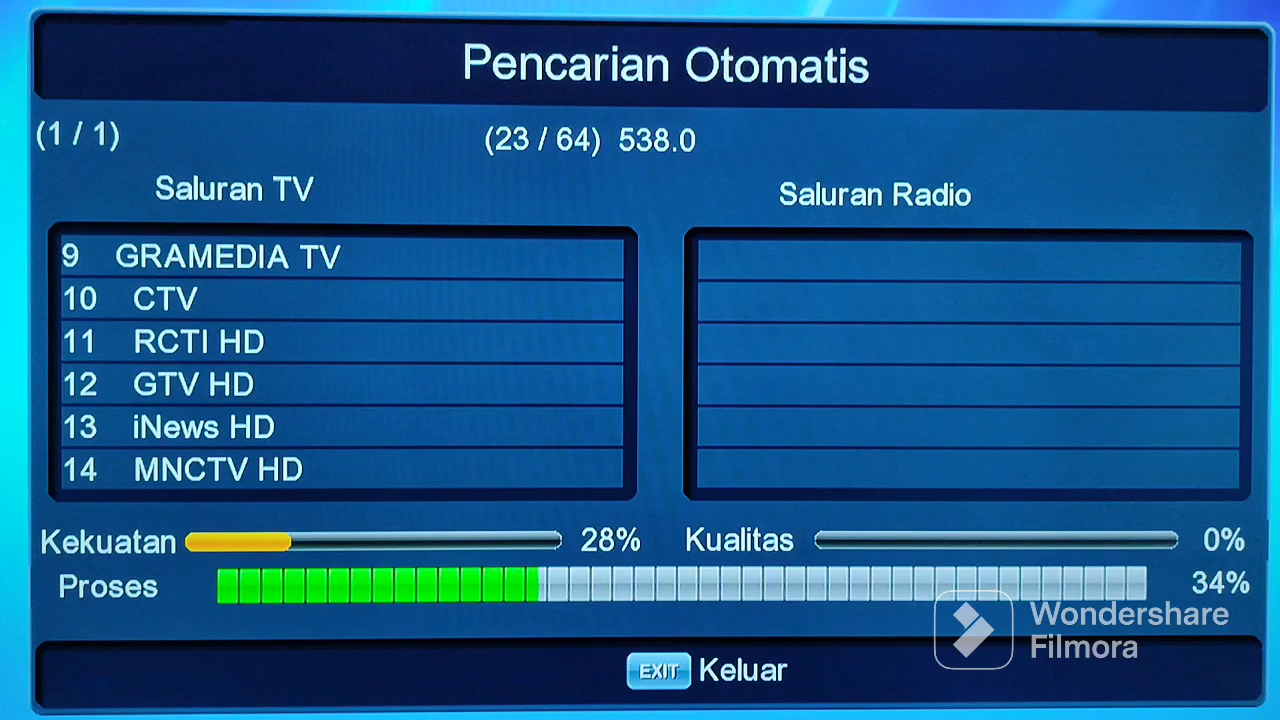 Pencarian Otomatis
(1 / 1)
(23 / 64) 538.0
Saluran TV
Saluran Radio
9 GRAMEDIA TV
10 CTV
11 RCTI HD
12 GTV HD
13 iNews HD
14 MNCTV HD
Kekuatan 28% Kualitas 0%
Proses 34%
Wondershare
Filmora
EXIT Keluar